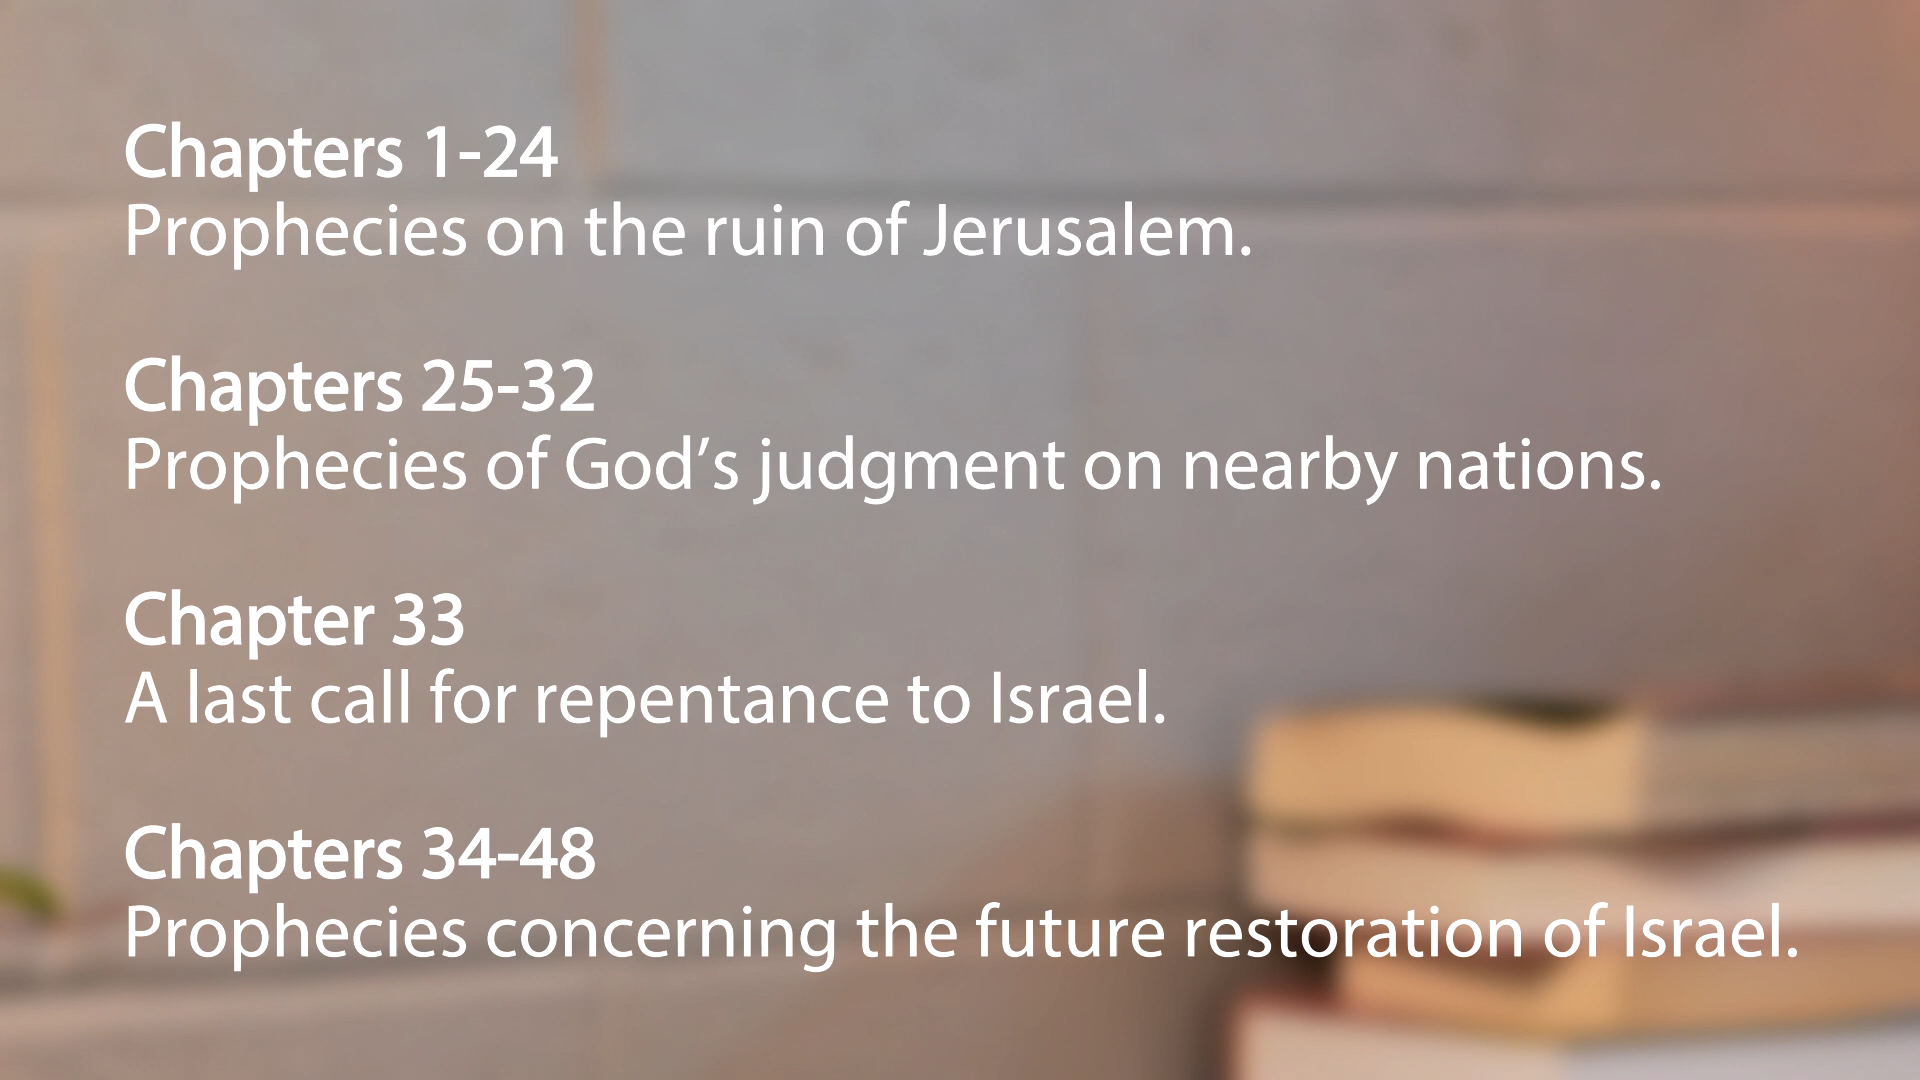 Chapters 1-24
Prophecies on the ruin of Jerusalem.
Chapters 25-32
Prophecies of God’s judgment on nearby nations.
Chapter 33
A last call for repentance to Israel.
Chapters 34-48
Prophecies concerning the future restoration of Israel.